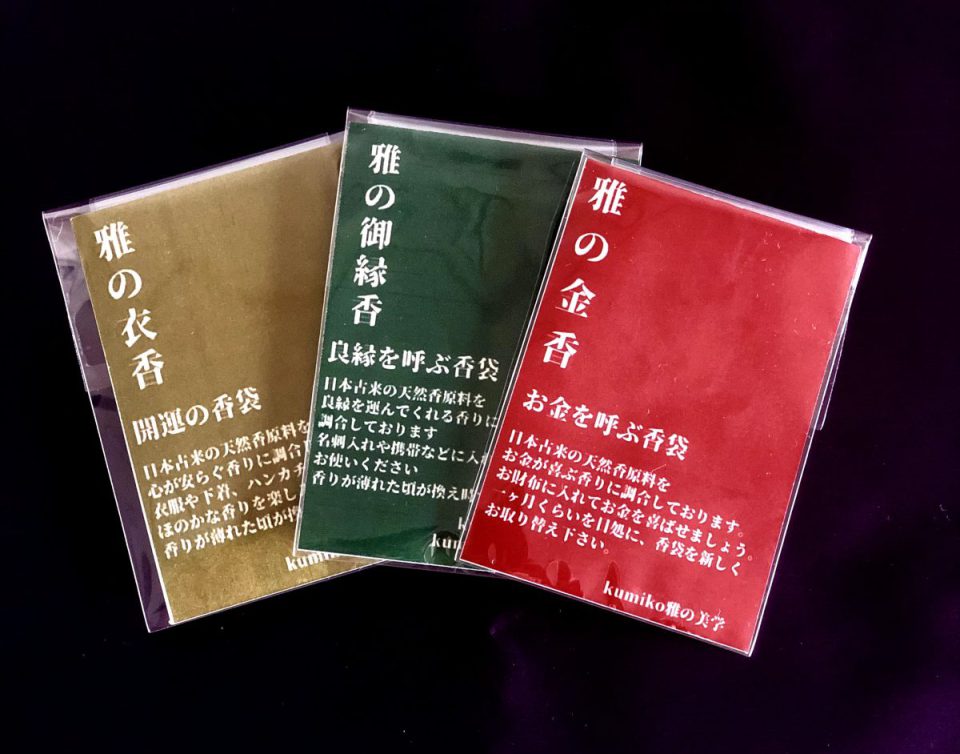 雅の衣香
開運の香袋
日本古来の天然香原料を
心が安らぐ香りに調合
衣服や下着、ハンカチ
ほのかな香りを楽し
香りが薄れた頃が換
kumi
雅の御縁香
良縁を呼ぶ香袋
日本古来の天然香原料を
良縁を運んでくれる香りに
調合しております
名刺入れや携帯などに入
お使いください
香りが薄れた頃が換え時
kumik
雅の金香
お金を呼ぶ香袋
日本古来の天然香原料を
お金が喜ぶ香りに調合しております。
お財布に入れてお金を喜ばせましょう。
一ヶ月くらいを目処に、香袋を新しく
お取り替え下さい。
kumiko雅の美学